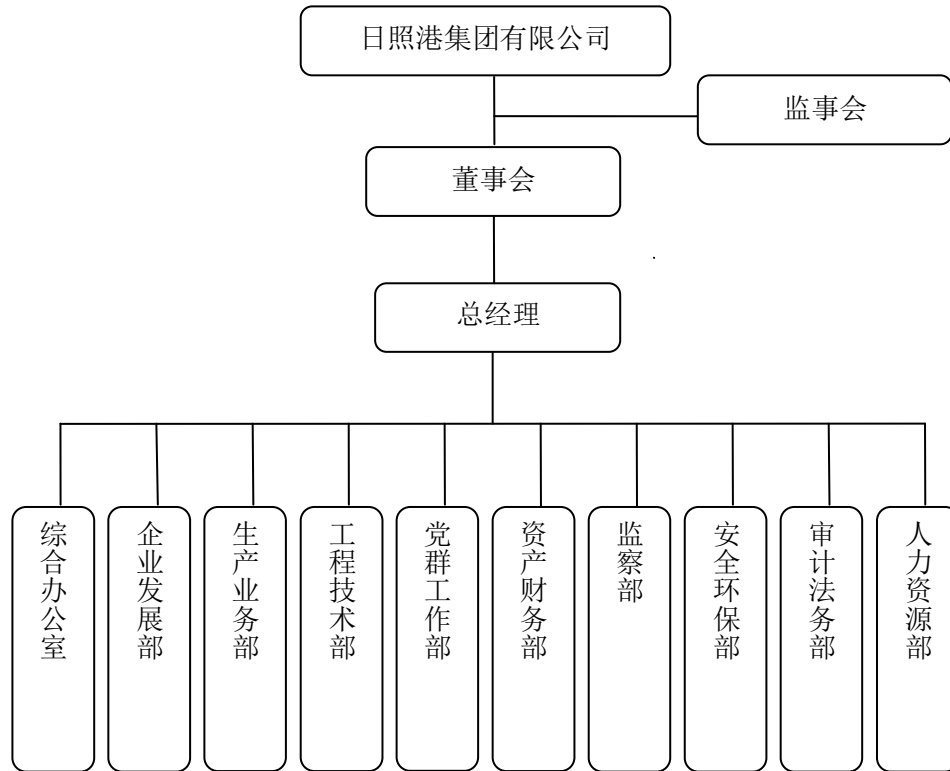 日照港集团有限公司
监事会
董事会
总经理
综合办公室
企业发展部
生产业务部
工程技术部
党群工作部
资产财务部
监察部
安全环保部
审计法务部
人力资源部